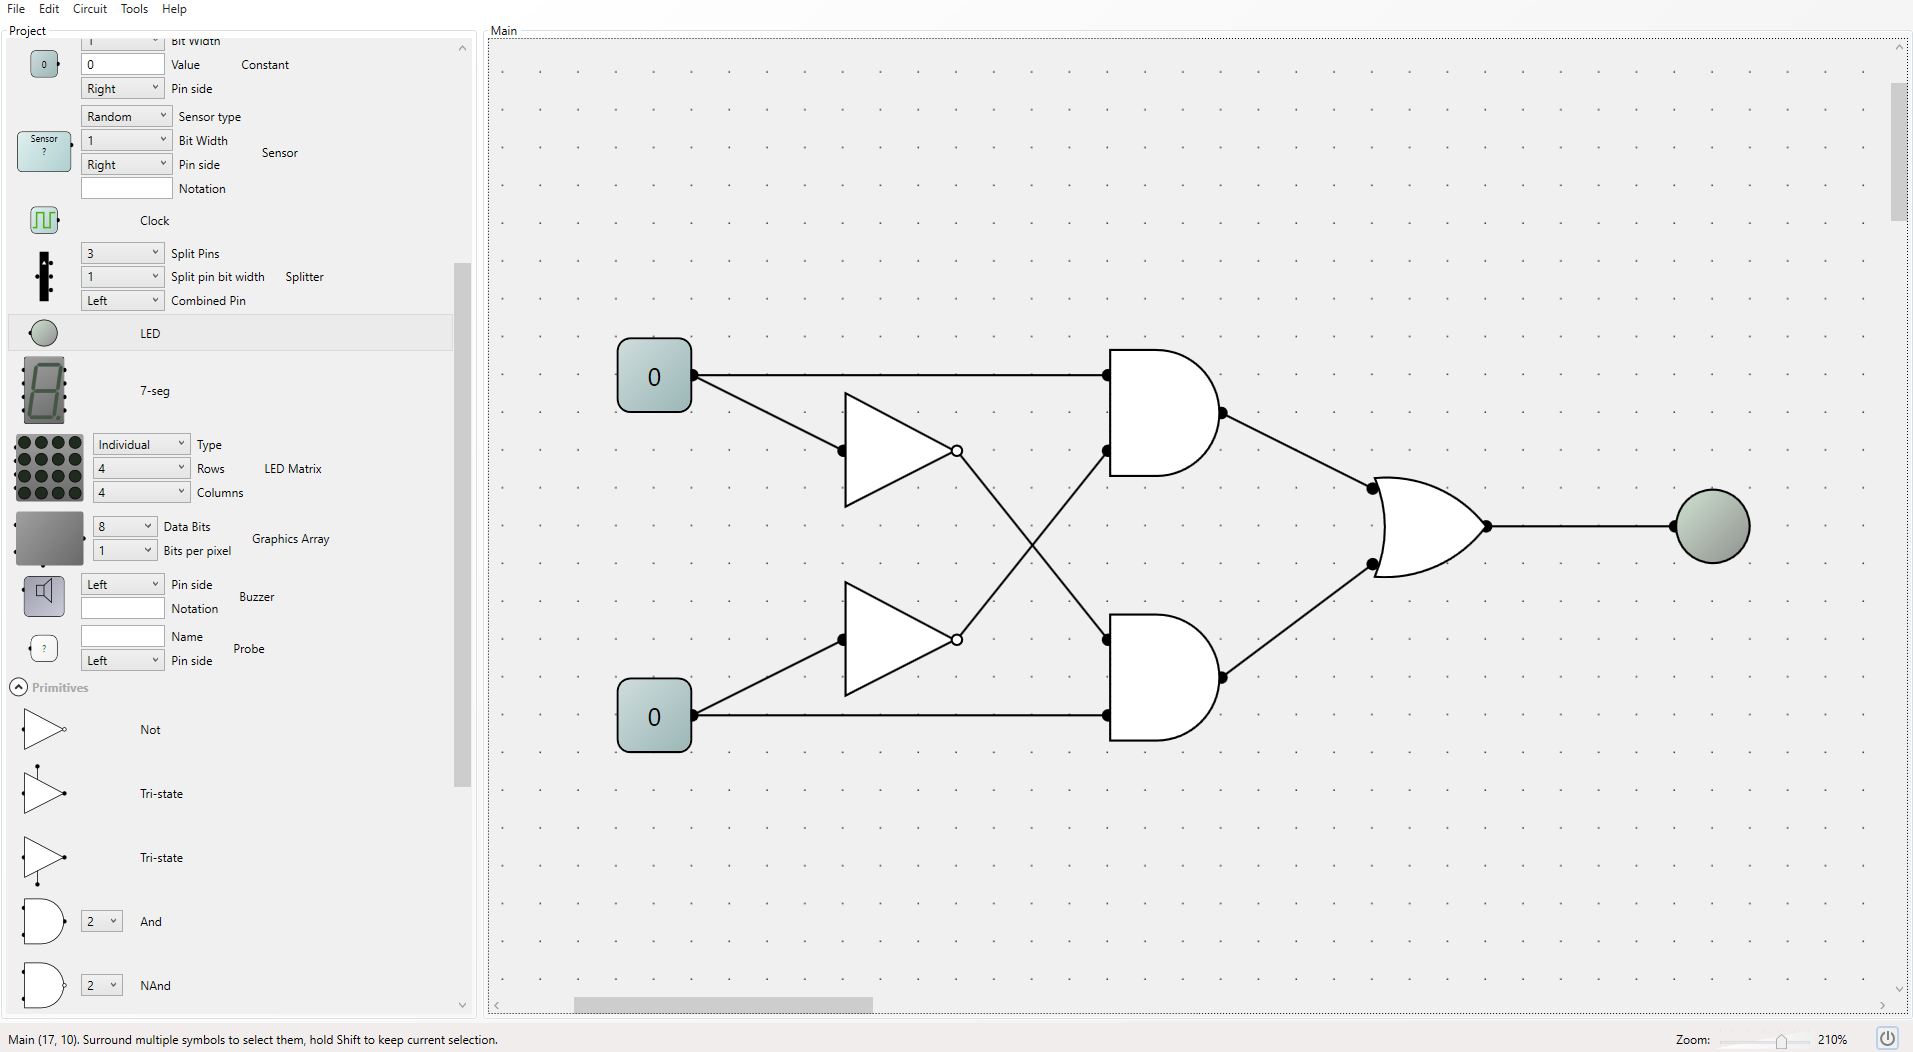 File Edit Circuit Tools Help
Project
Main
1 Bit Width
0
0 Value
Constant
Right Pin side
Random Sensor type
Sensor
?
1 Bit Width
Sensor
Right Pin side
Notation
Clock
3 Split Pins
1 Split pin bit width
Splitter
Left Combined Pin
LED
7-seg
Individual Type
4 Rows
LED Matrix
4 Columns
8 Data Bits
Graphics Array
1 Bits per pixel
Left Pin side
Buzzer
Notation
Name
?
Probe
Left Pin side
Primitives
Not
Tri-state
Tri-state
2 And
2 NAnd
0
0
Main (17, 10). Surround multiple symbols to select them, hold Shift to keep current selection.
Zoom: 210%